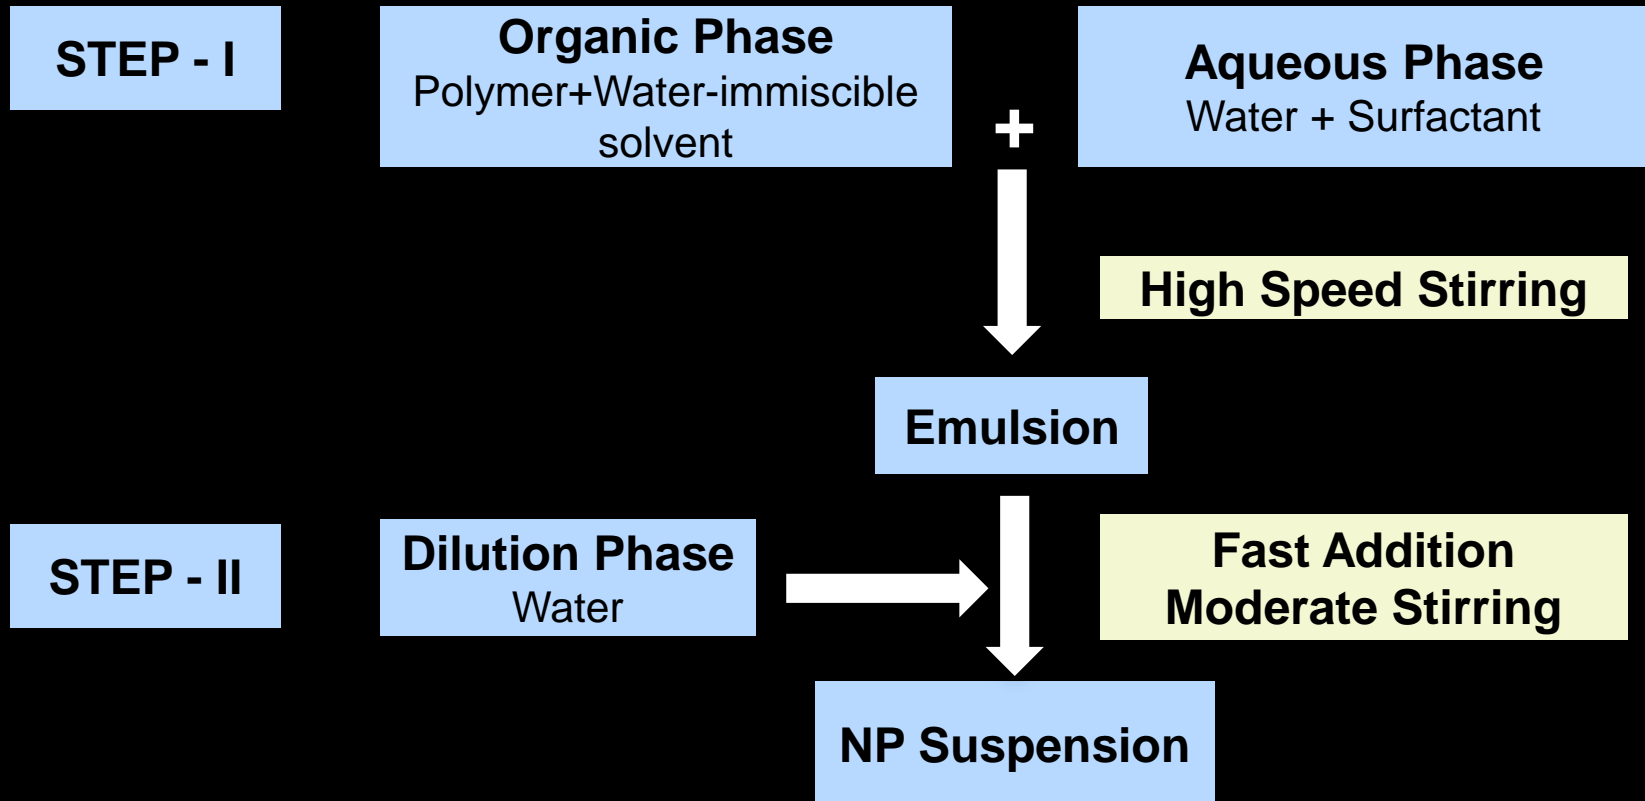 STEP - I
Organic Phase
Polymer+Water-immiscible
solvent
+
Aqueous Phase
Water + Surfactant
High Speed Stirring
Emulsion
STEP - II
Dilution Phase
Water
Fast Addition
Moderate Stirring
NP Suspension